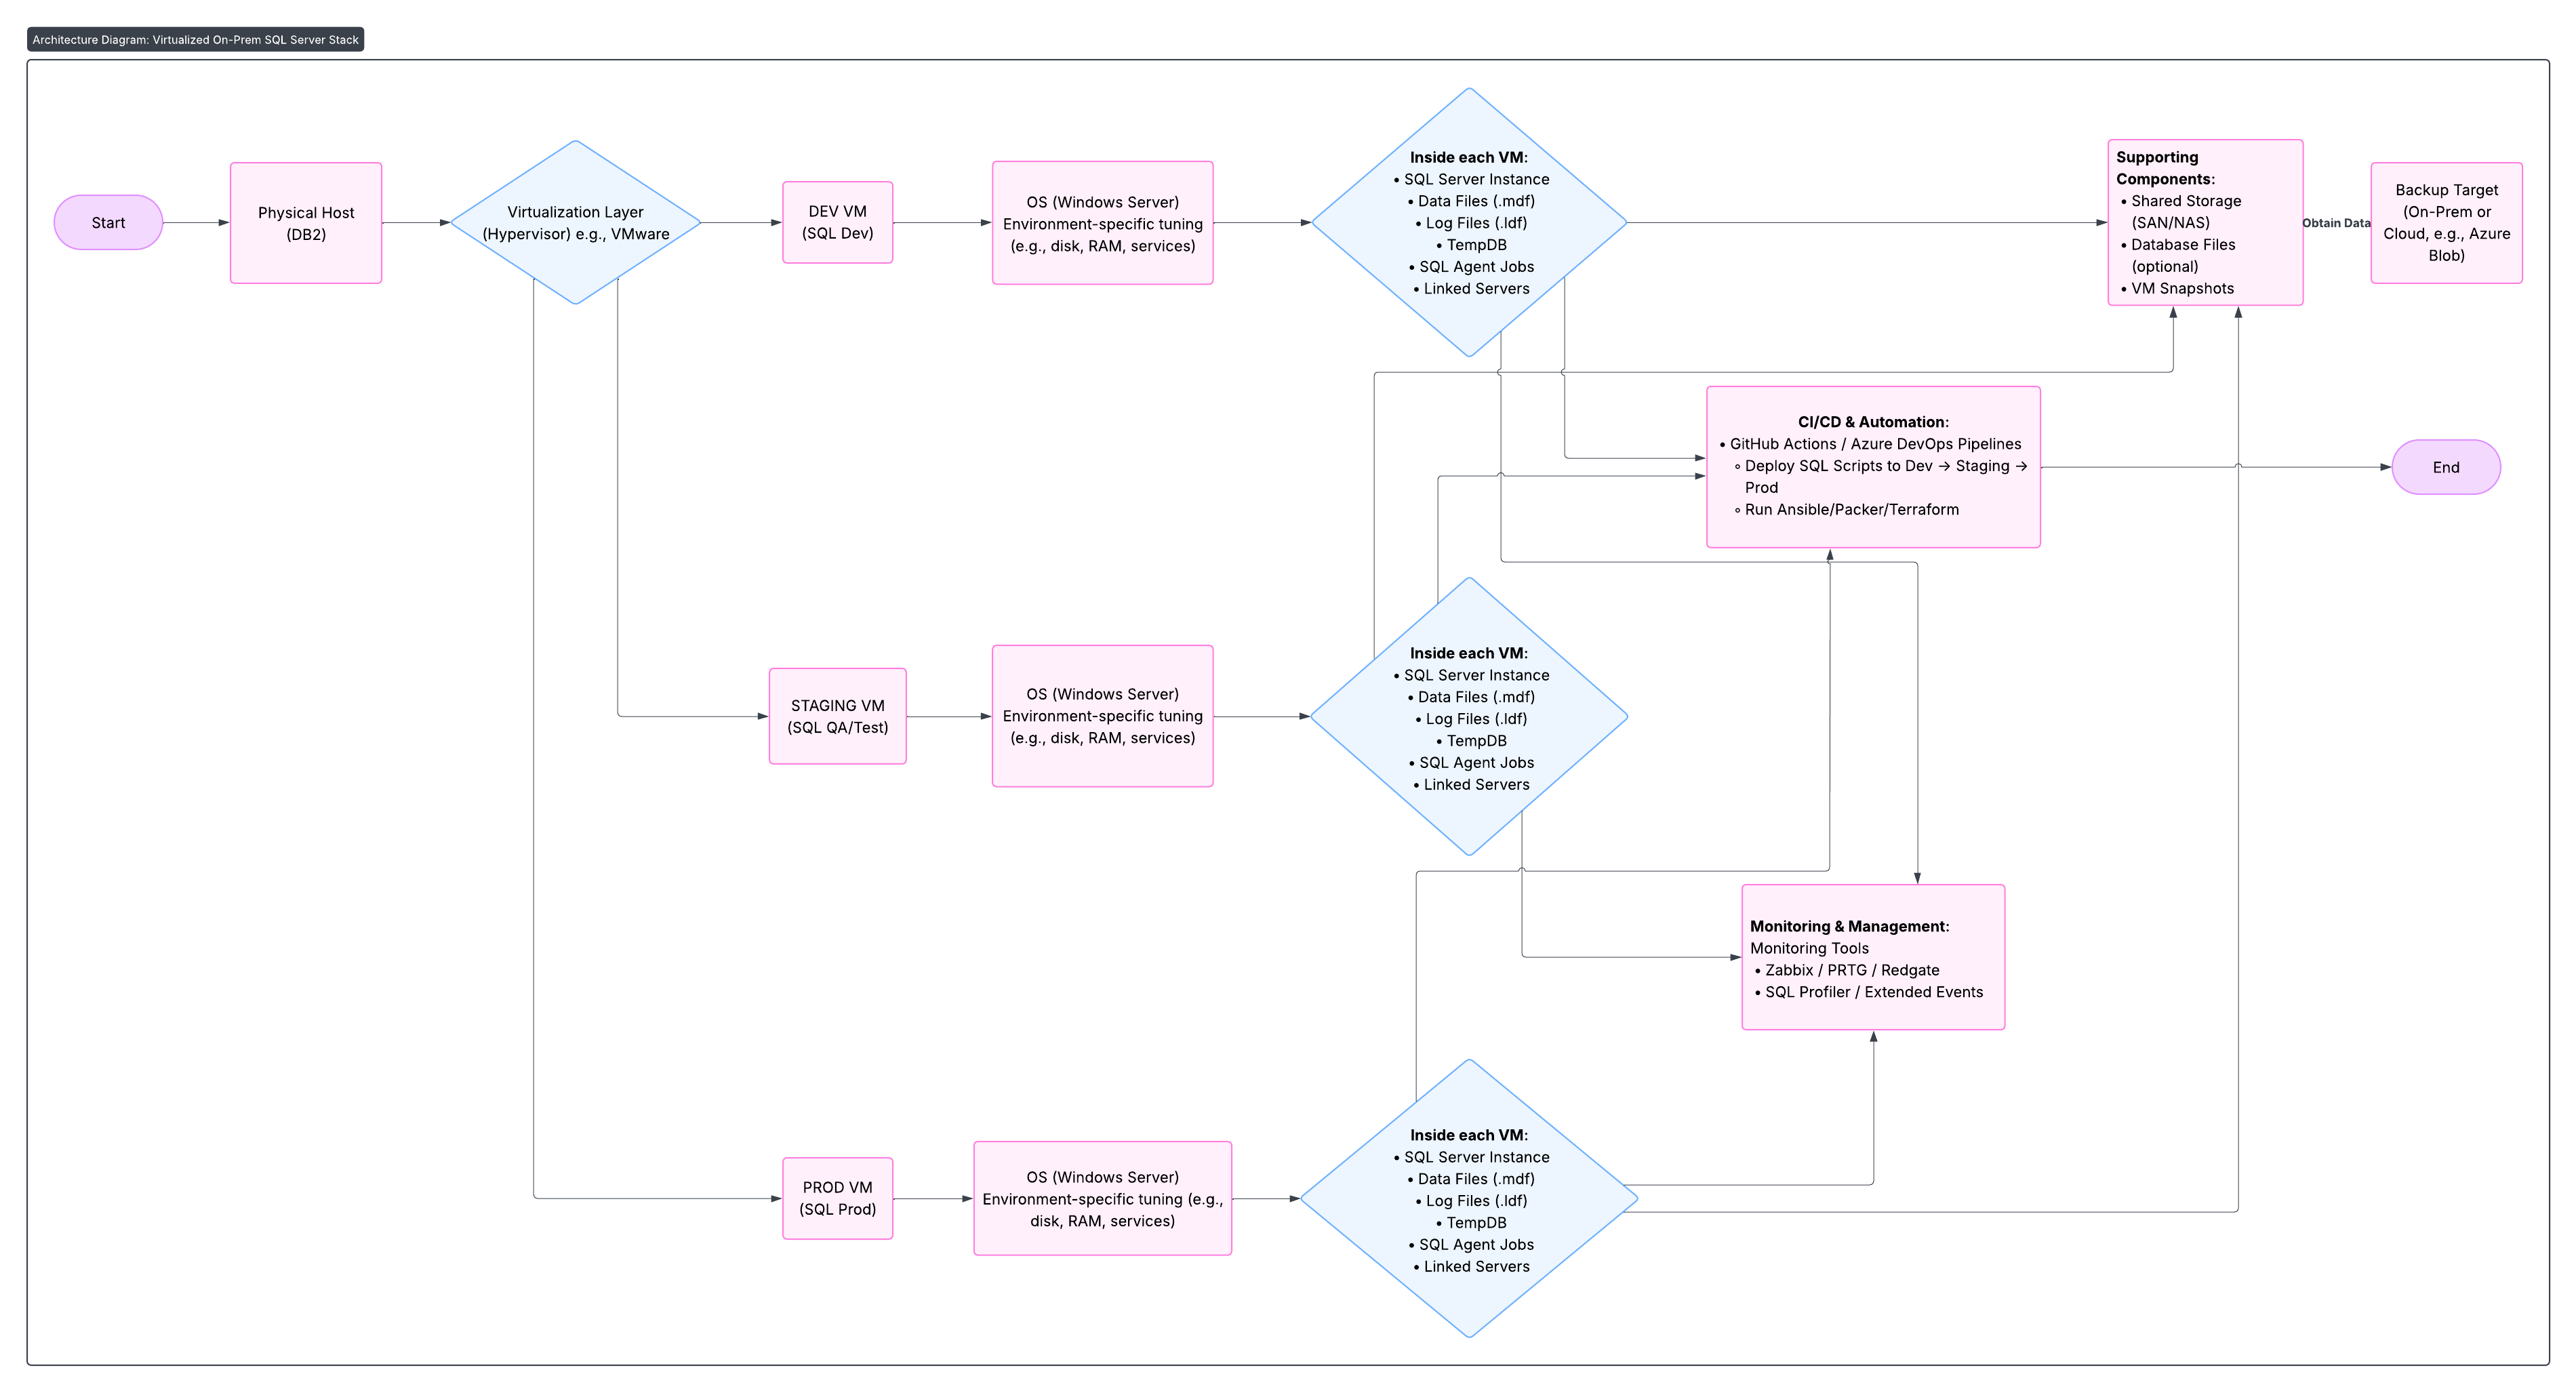 Architecture Diagram: Virtualized On-Prem SQL Server Stack
Start
Physical Host
(DB2)
Virtualization Layer
(Hypervisor) e.g., VMware
DEV VM
(SQL Dev)
OS (Windows Server)
Environment-specific tuning
(e.g., disk, RAM, services)
Inside each VM:
• SQL Server Instance
• Data Files (.mdf)
• Log Files (.ldf)
• TempDB
• SQL Agent Jobs
• Linked Servers
Supporting
Components:
• Shared Storage
(SAN/NAS)
• Database Files
(optional)
• VM Snapshots
Obtain Data
Backup Target
(On-Prem or
Cloud, e.g., Azure
Blob)
CI/CD & Automation:
• GitHub Actions / Azure DevOps Pipelines
◦ Deploy SQL Scripts to Dev → Staging →
Prod
◦ Run Ansible/Packer/Terraform
End
STAGING VM
(SQL QA/Test)
OS (Windows Server)
Environment-specific tuning
(e.g., disk, RAM, services)
Inside each VM:
• SQL Server Instance
• Data Files (.mdf)
• Log Files (.ldf)
• TempDB
• SQL Agent Jobs
• Linked Servers
Monitoring & Management:
Monitoring Tools
• Zabbix / PRTG / Redgate
• SQL Profiler / Extended Events
PROD VM
(SQL Prod)
OS (Windows Server)
Environment-specific tuning (e.g.,
disk, RAM, services)
Inside each VM:
• SQL Server Instance
• Data Files (.mdf)
• Log Files (.ldf)
• TempDB
• SQL Agent Jobs
• Linked Servers